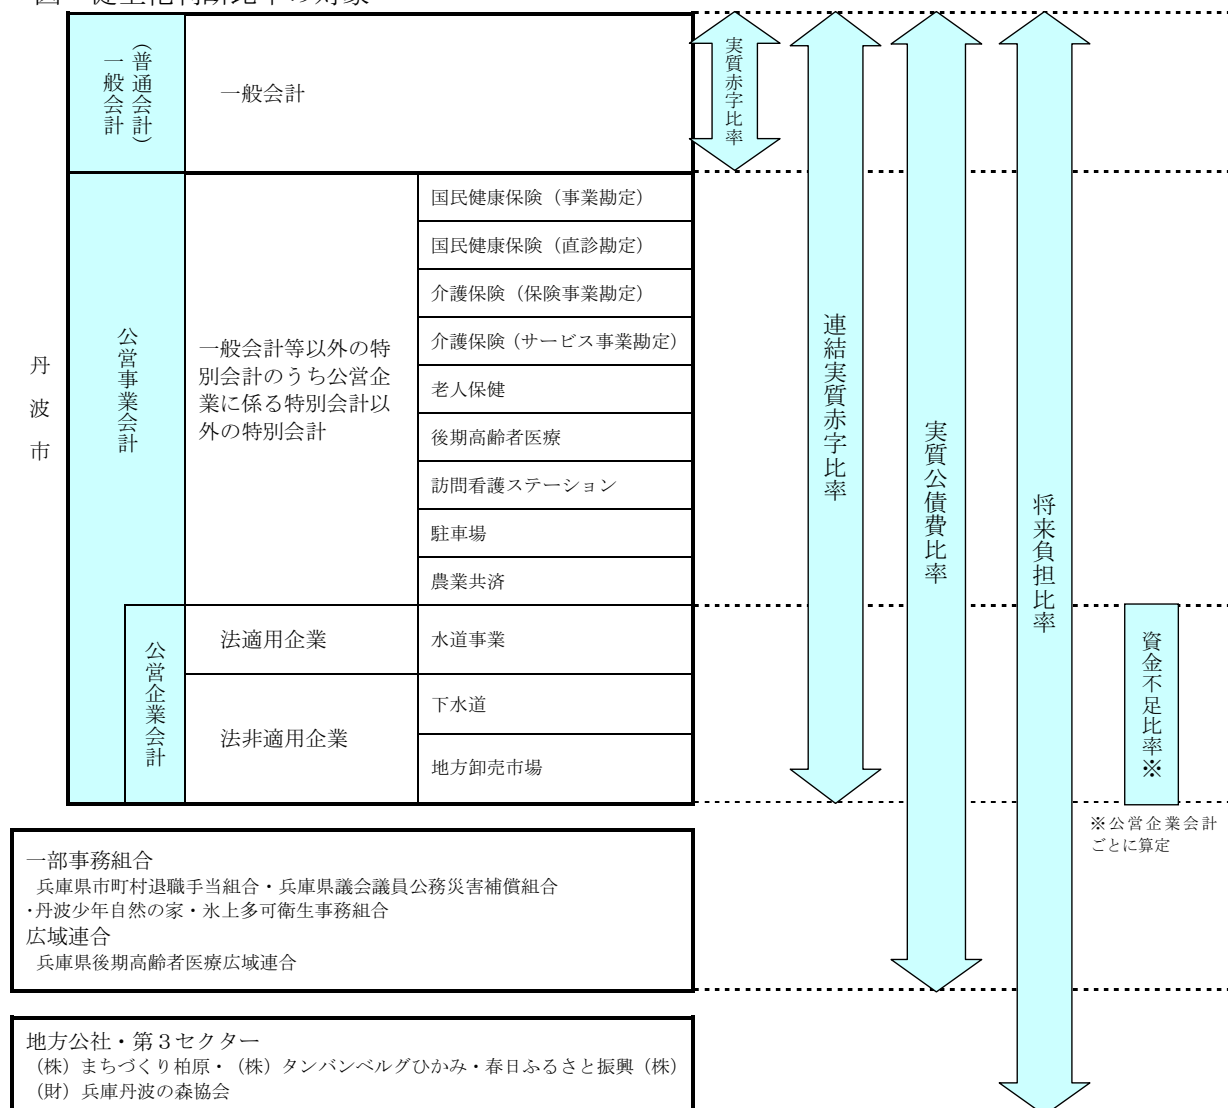 一般会計
(普通会計)
一般会計
実質赤字比率
丹波市
公営事業会計
一般会計等以外の特
別会計のうち公営企
業に係る特別会計以
外の特別会計
国民健康保険(事業勘定)
国民健康保険(直診勘定)
介護保険(保険事業勘定)
介護保険(サービス事業勘定)
老人保健
後期高齢者医療
訪問看護ステーション
駐車場
農業共済
公営企業会計
法適用企業
水道事業
法非適用企業
下水道
地方卸売市場
連結実質赤字比率
実質公債費比率
将来負担比率
資金不足比率※
※公営企業会計
ごとに算定
一部事務組合
兵庫県市町村退職手当組合・兵庫県議会議員公務災害補償組合
・丹波少年自然の家・氷上多可衛生事務組合
広域連合
兵庫県後期高齢者医療広域連合
地方公社・第3セクター
(株)まちづくり柏原・(株)タンバンベルグひかみ・春日ふるさと振興(株)
(財)兵庫丹波の森協会